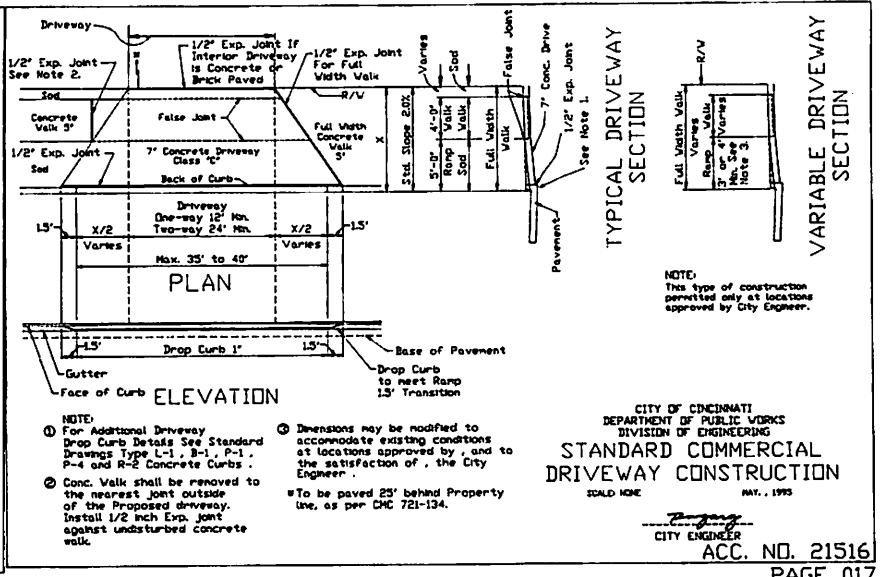 Driveway
1/2" Exp. Joint
See Note 2.
1/2" Exp. Joint If
Interior Driveway
is Concrete or
Brick Paved
1/2" Exp. Joint
For Full
Width Walk
R/W
Sod
Concrete
Walk 5"
False Joint
Full Width
Concrete
Walk
5'
1/2" Exp. Joint
Sod
7" Concrete Driveway
Class "C"
Back of Curb
Driveway
One-way 12' Min.
Two-way 24' Min.
1.5'
X/2
Varies
X/2
Varies
1.5'
Max. 35' to 40'
PLAN
X
Std. Slope 2.0%
Varies
4'-0"
5'-0"
Sod
Walk
Ramp
Walk
Sod
Full Width
Walk
False Joint
7" Conc. Drive
1/2" Exp. Joint
See Note 1.
Pavement
TYPICAL DRIVEWAY
SECTION
R/W
Full Width Walk
Varies
Ramp Walk
3' or 4' Varies
Min. See
Note 3.
VARIABLE DRIVEWAY
SECTION
NOTE:
This type of construction
permitted only at locations
approved by City Engineer.
1.5'
Drop Curb 1"
1.5'
Base of Pavement
Gutter
Face of Curb
Drop Curb
to meet Ramp
1.5' Transition
ELEVATION
NOTE:
① For Additional Driveway
Drop Curb Details See Standard
Drawings Type L-1 , B-1 , P-1 ,
P-4 and R-2 Concrete Curbs .
② Conc. Walk shall be removed to
the nearest joint outside
of the Proposed driveway.
Install 1/2 inch Exp. joint
against undisturbed concrete
walk.
③ Dimensions may be modified to
accommodate existing conditions
at locations approved by , and to
the satisfaction of , the City
Engineer .
* To be paved 25' behind Property
line, as per CMC 721-134.
CITY OF CINCINNATI
DEPARTMENT OF PUBLIC WORKS
DIVISION OF ENGINEERING
STANDARD COMMERCIAL
DRIVEWAY CONSTRUCTION
SCALD NONE MAY. , 1995
CITY ENGINEER
ACC. NO. 21516
PAGE 017